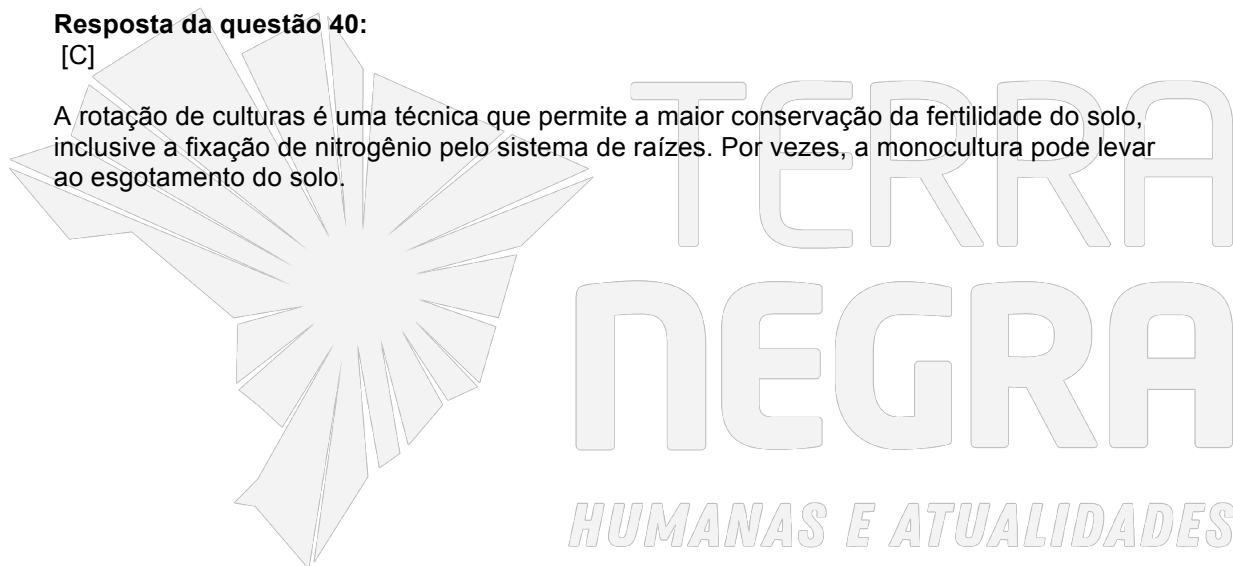 Resposta da questão 40:
[C]
A rotação de culturas é uma técnica que permite a maior conservação da fertilidade do solo,
inclusive a fixação de nitrogênio pelo sistema de raízes. Por vezes, a monocultura pode levar
ao esgotamento do solo.
TERRA
NEGRA
HUMANAS E ATUALIDADES